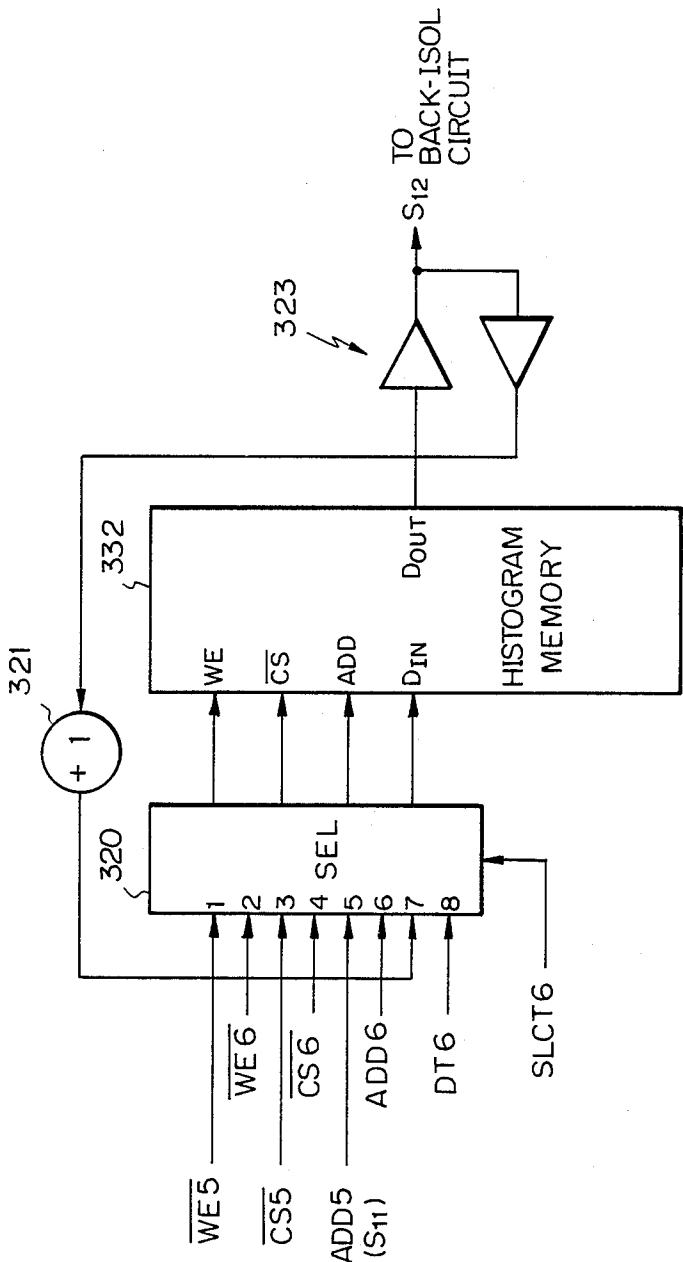 321
+ 1
320
332
323
WE5
WE6
CS5
CS6
ADD5
(S11)
ADD6
DT6
SLCT6
1
2
3
4
5
6
7
8
SEL
WE
CS
ADD
DIN
DOUT
HISTOGRAM
MEMORY
S12
TO
BACK-ISOL
CIRCUIT